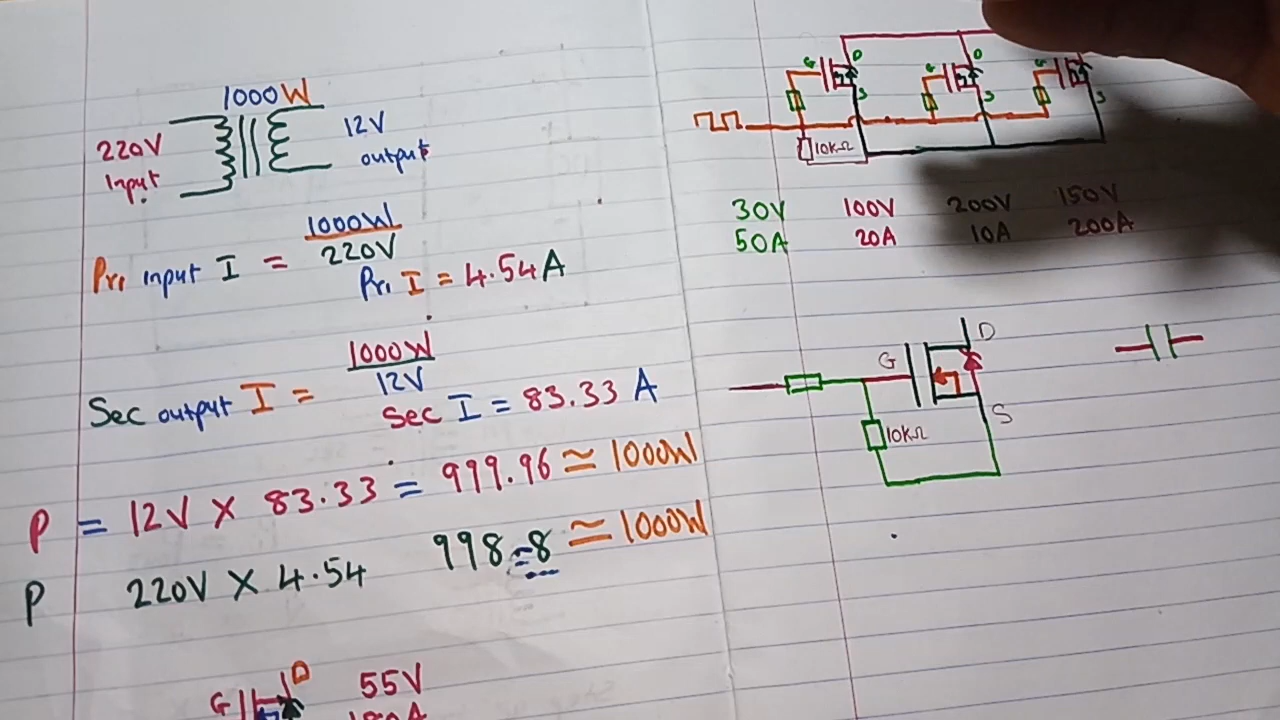 1000W
220V
Input
12V
output
Pri input I = 1000W
220V
Pri I = 4.54A
Sec output I = 1000W
12V
Sec I = 83.33 A
P = 12V X 83.33 = 999.96 ≃ 1000W
P 220V X 4.54 998.8 ≃ 1000W
G D 55V
G D G D G
S S S
10kΩ
30V 100V 200V 150V
50A 20A 10A 200A
G D
S
10kΩ